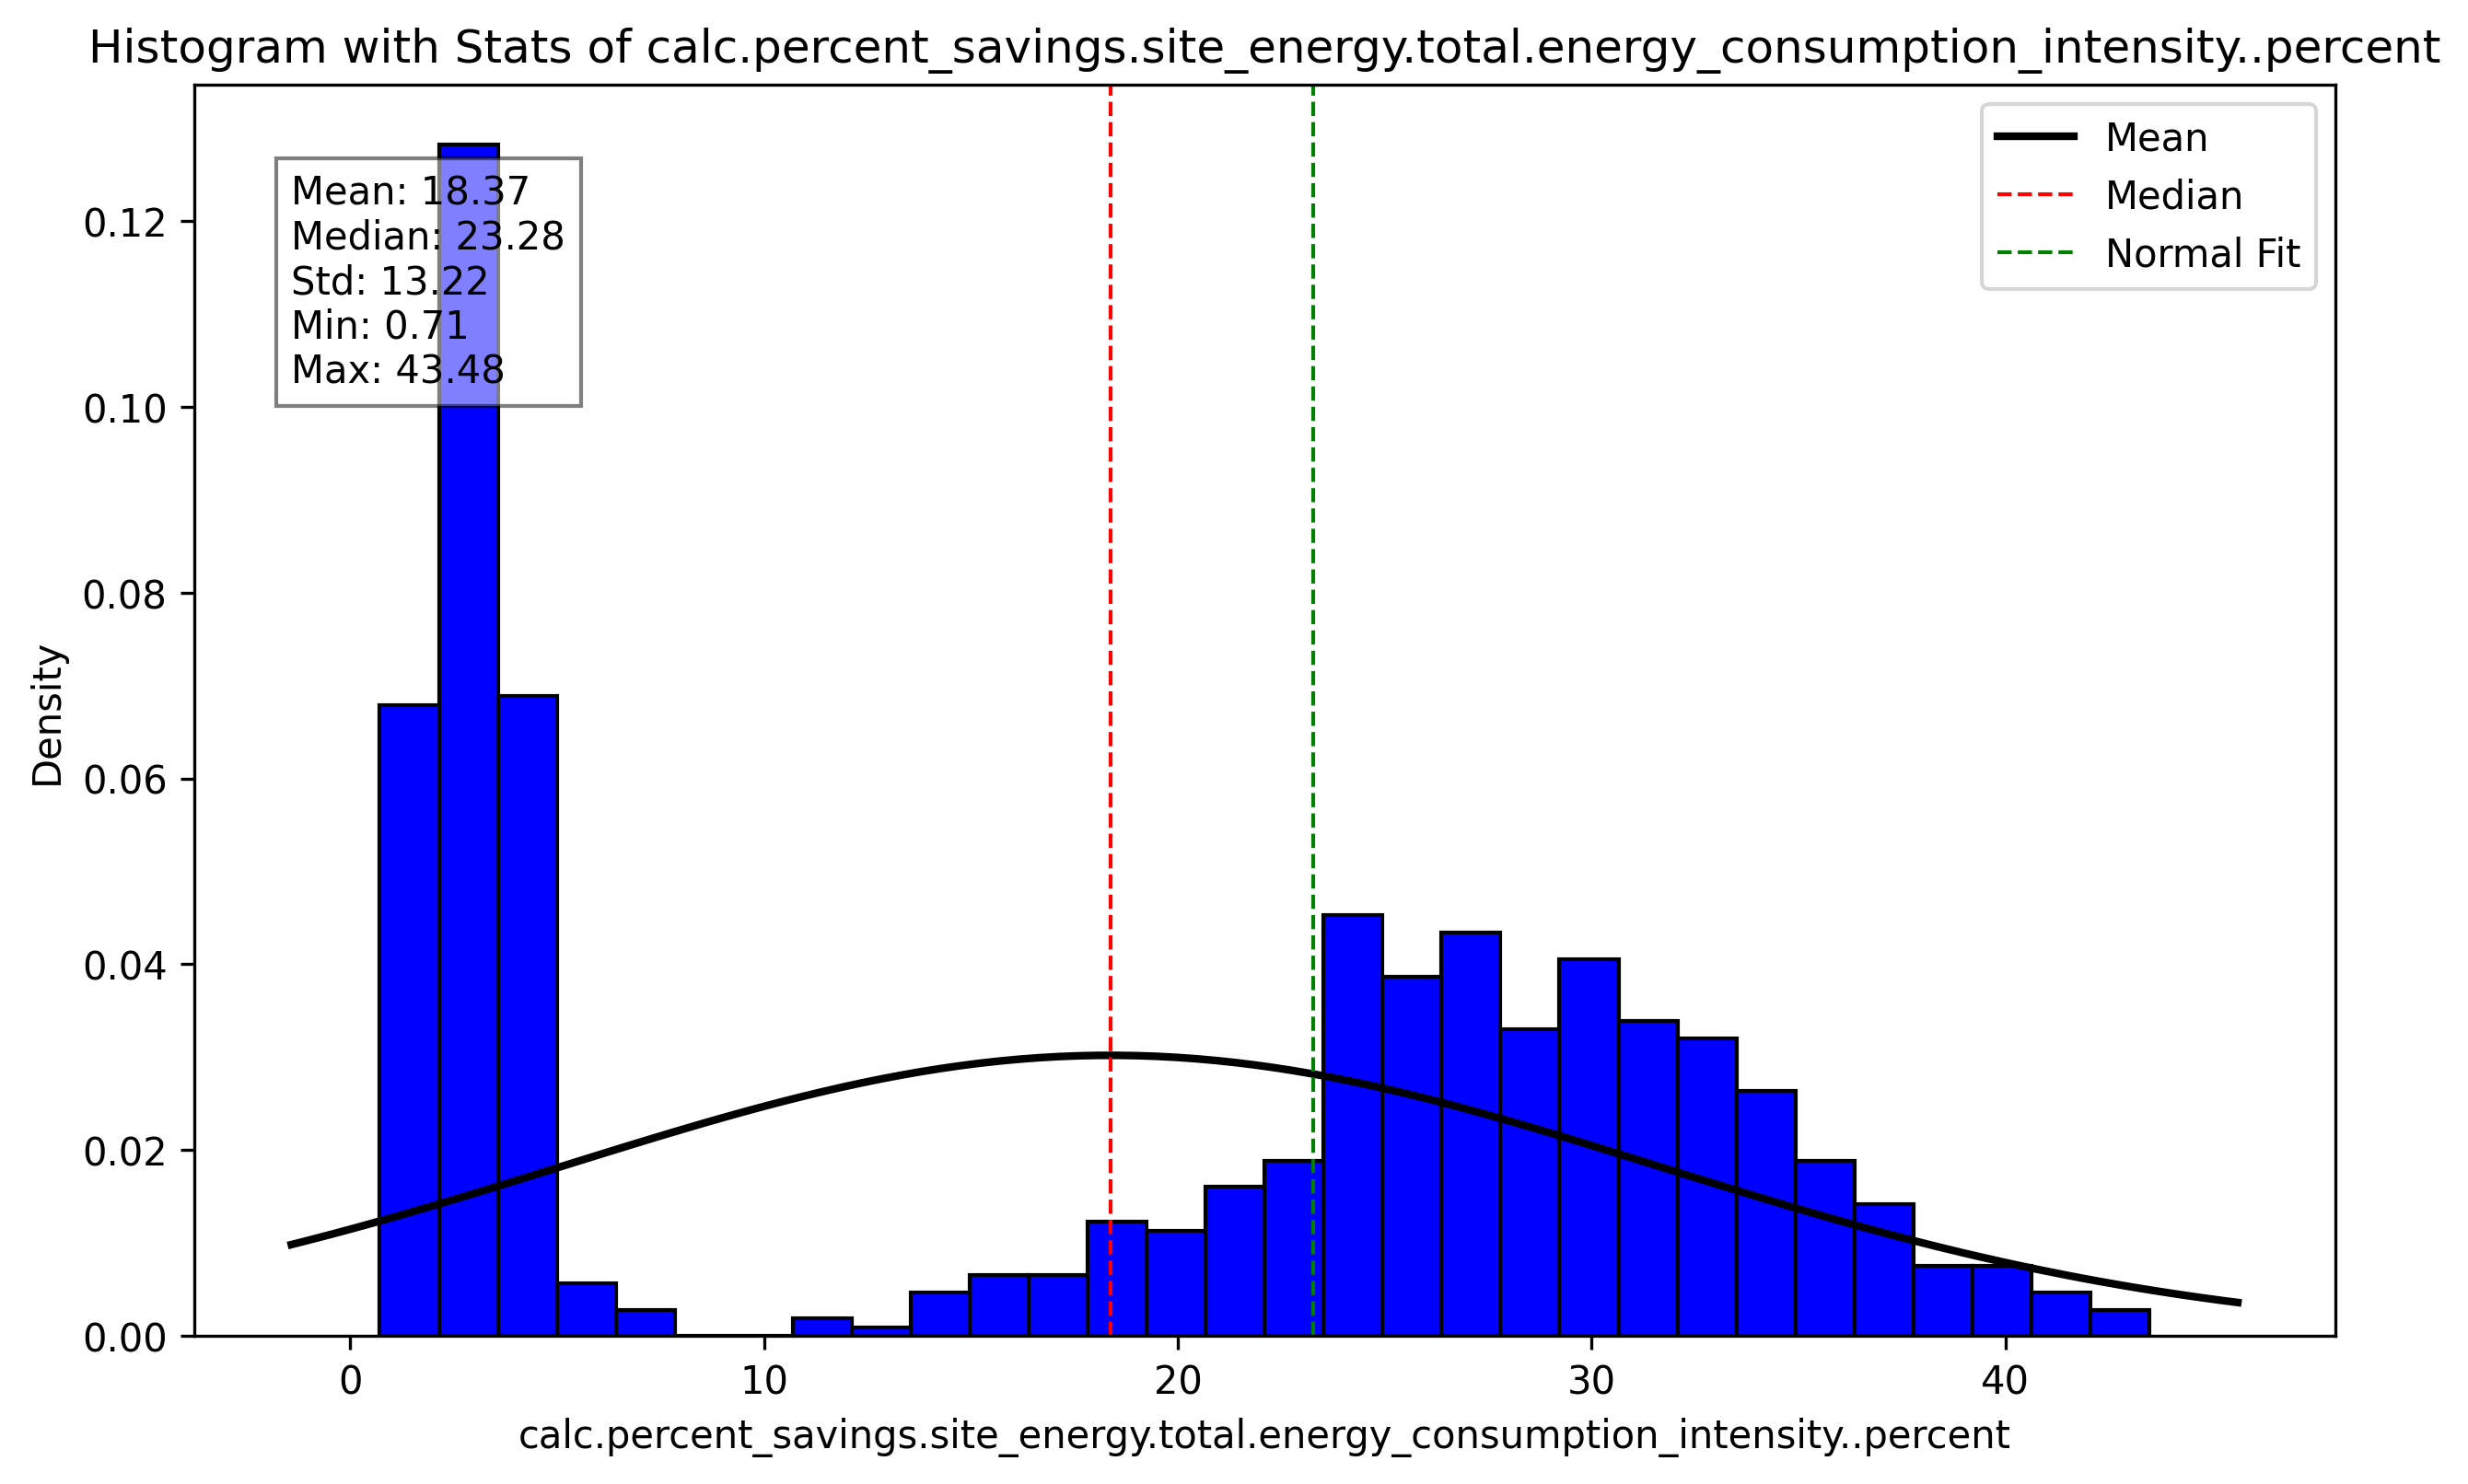 Histogram with Stats of calc.percent_savings.site_energy.total.energy_consumption_intensity..percent
Mean
Median
Normal Fit
Mean: 18.37
Median: 23.28
Std: 13.22
Min: 0.71
Max: 43.48
0.12
0.10
0.08
0.06
0.04
0.02
0.00
Density
0
10
20
30
40
calc.percent_savings.site_energy.total.energy_consumption_intensity..percent